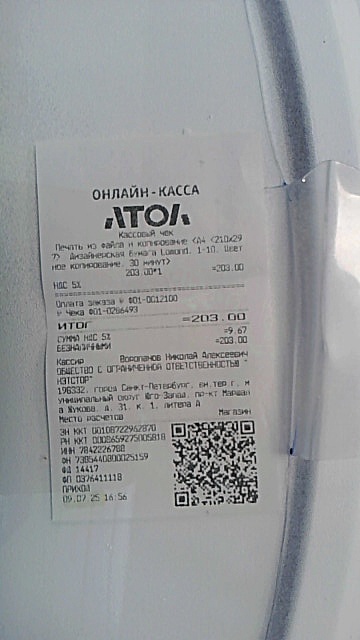 ОНЛАЙН-КАССА
АТОЛ
Кассовый чек
Печать из файла и копирование <А4 (210х29
7) Дизайнерская бумага Lomond. 1-10. Цвет
ное копирование. 30 минут>
203.00*1 =203.00
НДС 5%
Оплата заказа № Ф01-0C12100
№ Чека Ф01-0286493
ИТОГ =203.00
СУММА НДС 5% =9.67
БЕЗНАЛИЧНЫМИ =203.00
Кассир Воропанов Николай Алексеевич
ОБЩЕСТВО С ОГРАНИЧЕННОЙ ОТВЕТСТВЕННОСТЬЮ "
НЭТСТОР"
196332, город Санкт-Петербург, вн.тер г. м
униципальный округ Юго-Запад, пр-кт Маршал
а Жукова, д. 31, к. 1, литера А
Место расчетов Магазин
ЗН ККТ 00108722962870
РН ККТ 0008659275005818
ИНН 7842226780
ФН 7385440800025159
ФД 14417
ФП 0376411118
ПРИХОД
09.07.25 16:56